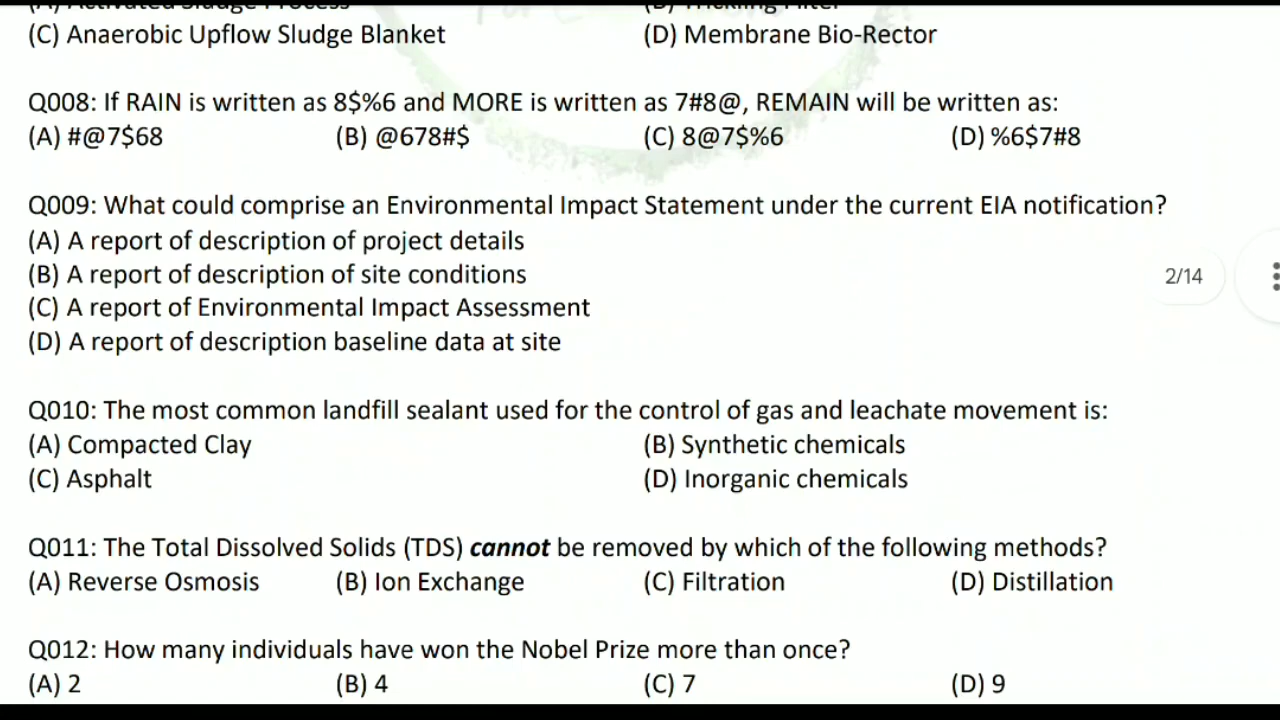 (C) Anaerobic Upflow Sludge Blanket (D) Membrane Bio-Rector
Q008: If RAIN is written as 8$%6 and MORE is written as 7#8@, REMAIN will be written as:
(A) #@7$68 (B) @678#$ (C) 8@7$%6 (D) %6$7#8
Q009: What could comprise an Environmental Impact Statement under the current EIA notification?
(A) A report of description of project details
(B) A report of description of site conditions
2/14
(C) A report of Environmental Impact Assessment
(D) A report of description baseline data at site
Q010: The most common landfill sealant used for the control of gas and leachate movement is:
(A) Compacted Clay (B) Synthetic chemicals
(C) Asphalt (D) Inorganic chemicals
Q011: The Total Dissolved Solids (TDS) cannot be removed by which of the following methods?
(A) Reverse Osmosis (B) Ion Exchange (C) Filtration (D) Distillation
Q012: How many individuals have won the Nobel Prize more than once?
(A) 2 (B) 4 (C) 7 (D) 9